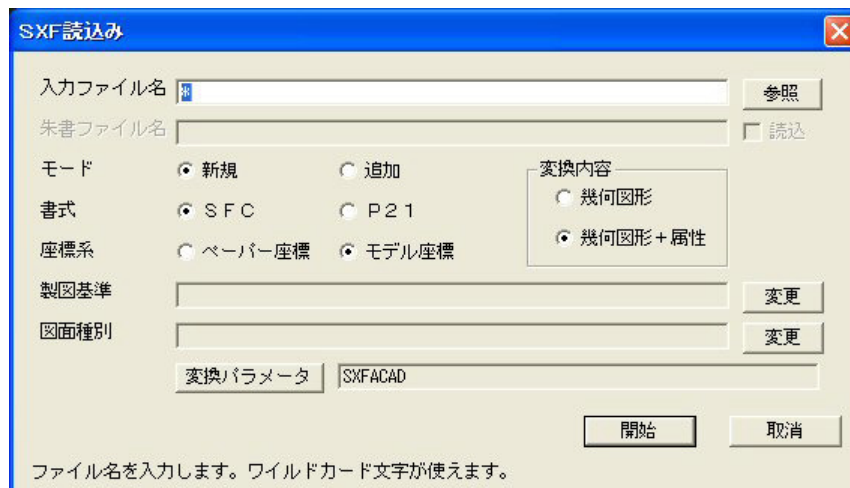 SXF読込み
入力ファイル名 * 参照
朱書ファイル名 読込
モード 新規 追加 変換内容
幾何図形
書式 ＳＦＣ Ｐ２１
幾何図形＋属性
座標系 ペーパー座標 モデル座標
製図基準 変更
図面種別 変更
変換パラメータ SXFACAD
開始 取消
ファイル名を入力します。ワイルドカード文字が使えます。